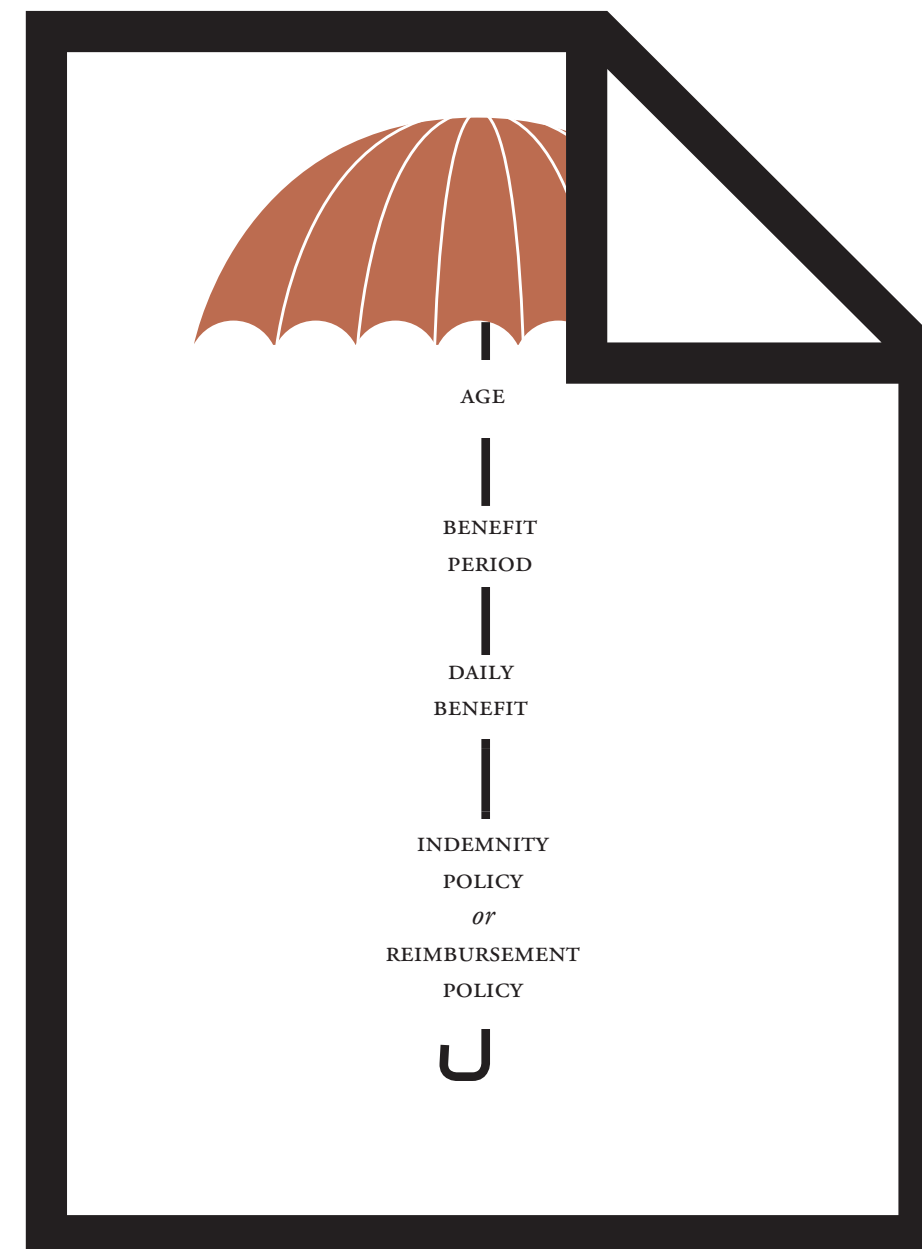 AGE
BENEFIT
PERIOD
DAILY
BENEFIT
INDEMNITY
POLICY
or
REIMBURSEMENT
POLICY